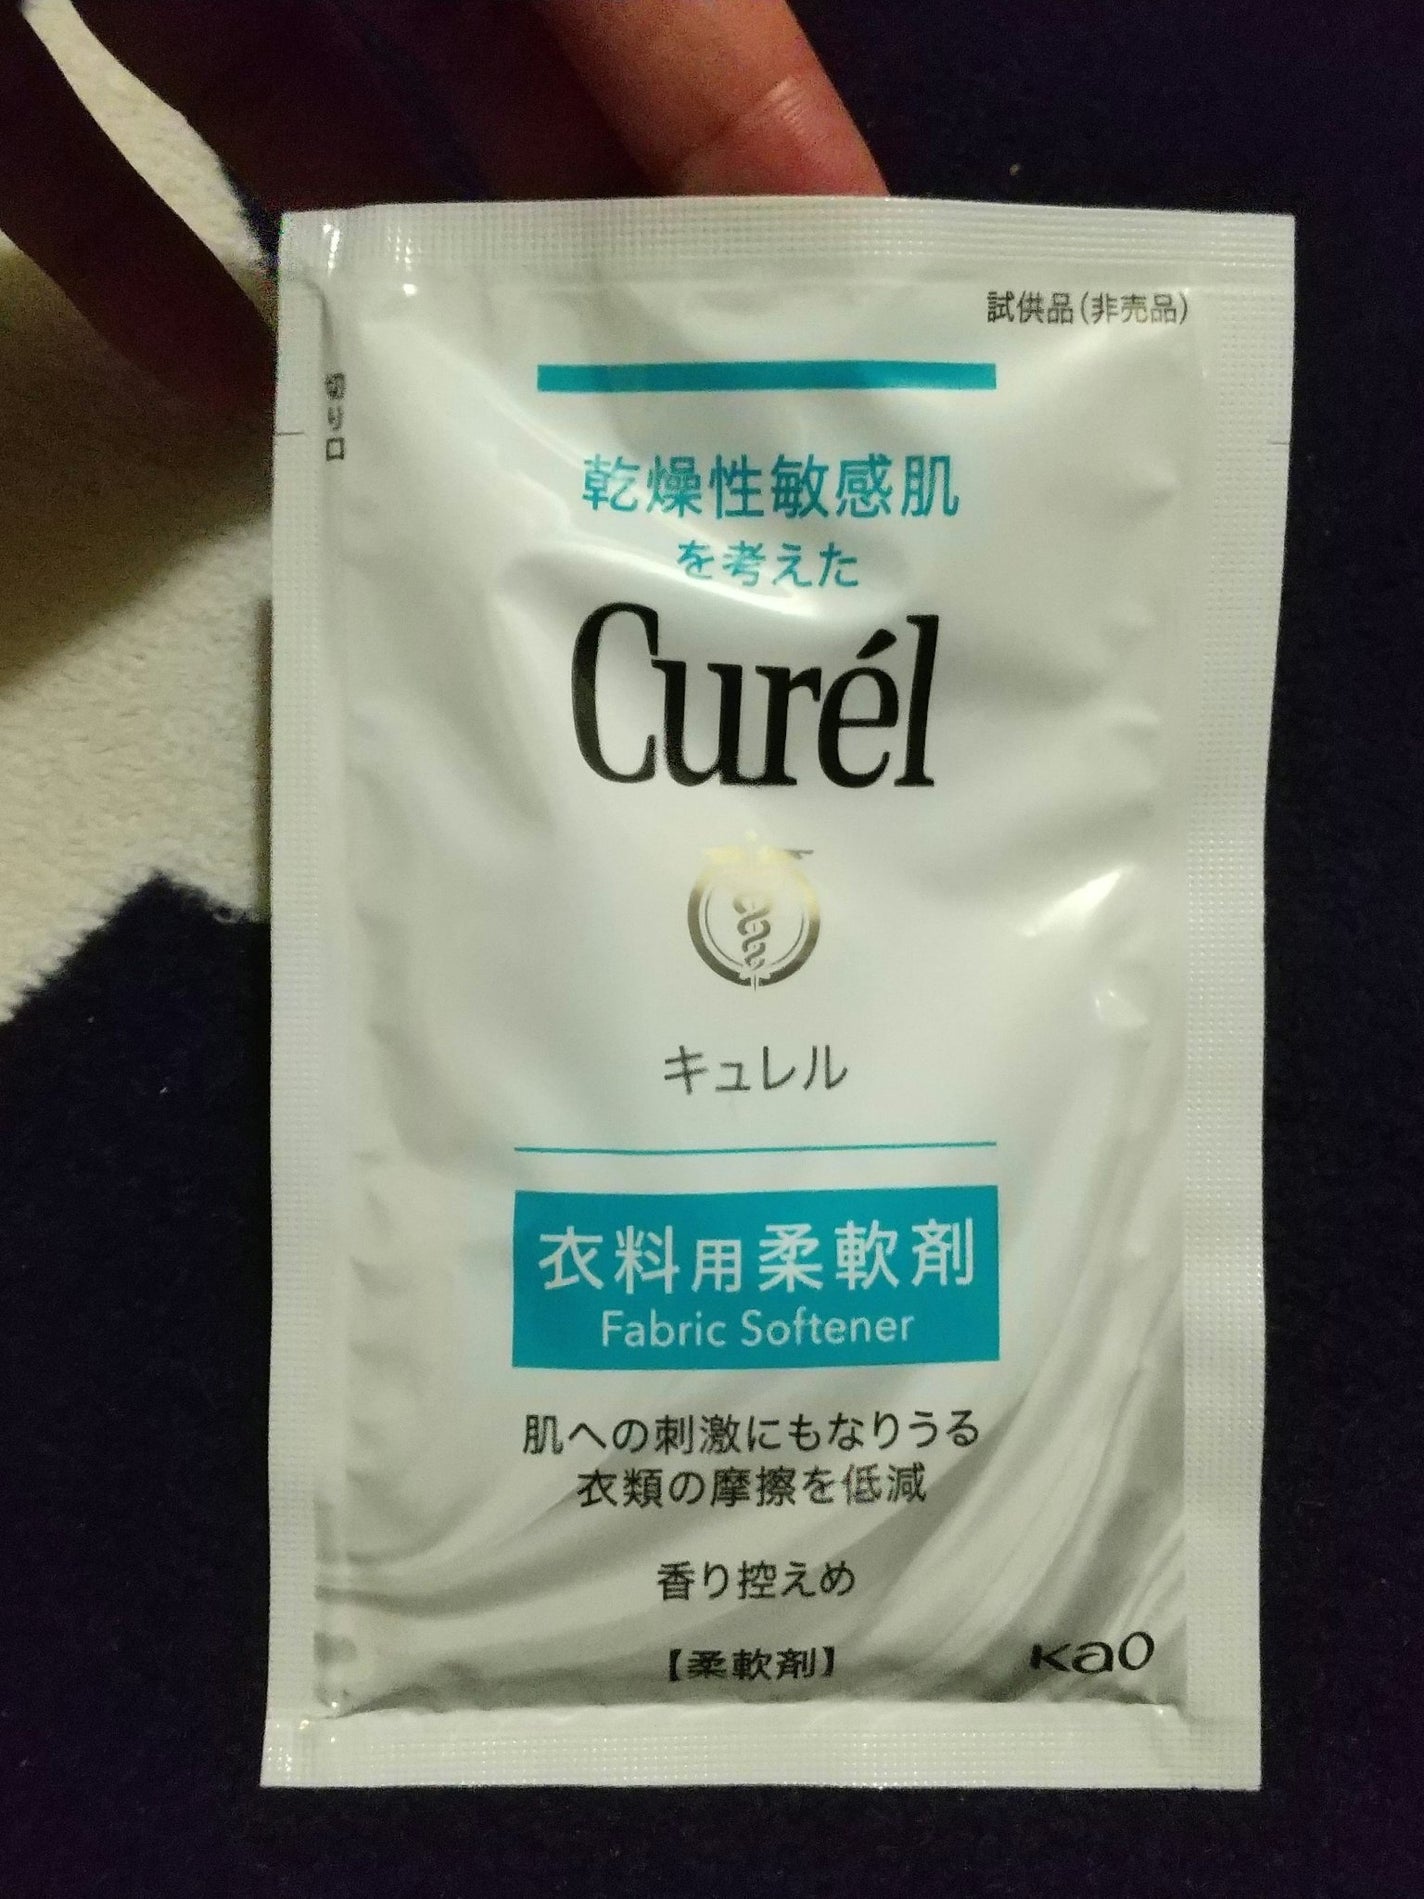 試供品(非売品)
切り口
乾燥性敏感肌
を考えた
Curél
キュレル
衣料用柔軟剤
Fabric Softener
肌への刺激にもなりうる
衣類の摩擦を低減
香り控えめ
【柔軟剤】
Kao